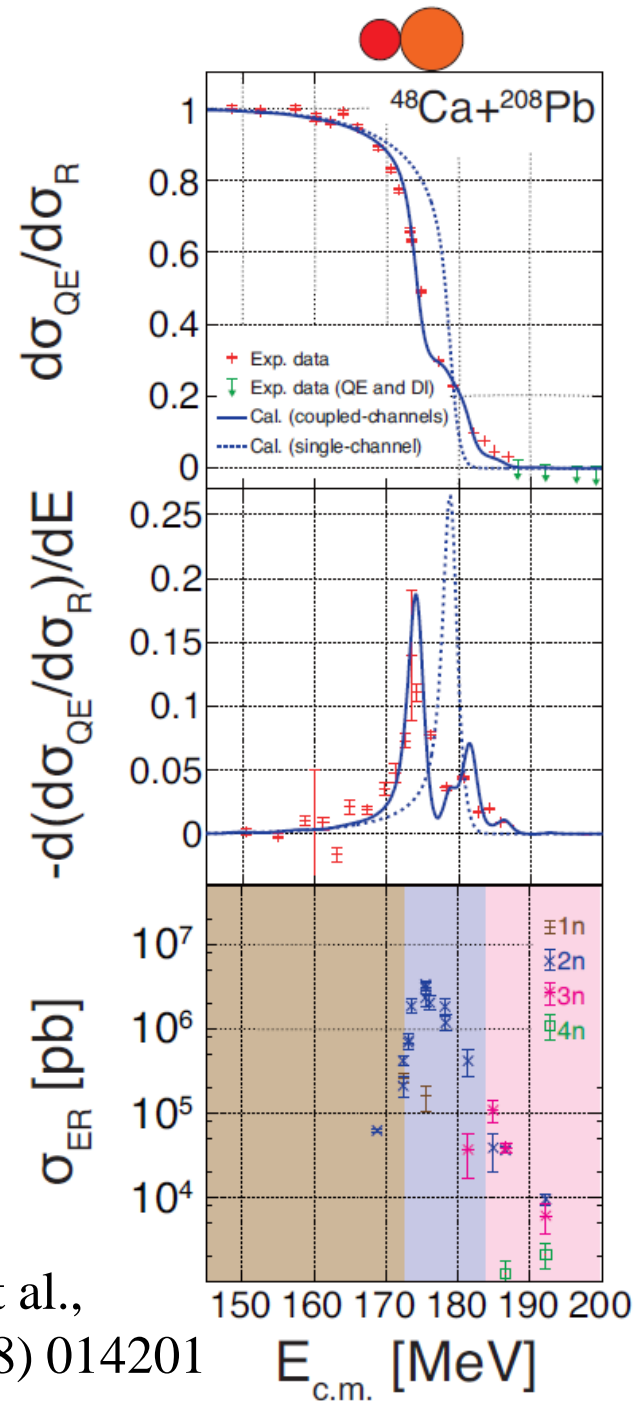 ⁴⁸Ca+²⁰⁸Pb
dσ_QE/dσ_R
1
0.8
0.6
0.4
0.2
0
Exp. data
Exp. data (QE and DI)
Cal. (coupled-channels)
Cal. (single-channel)
-d(dσ_QE/dσ_R)/dE
0.25
0.2
0.15
0.1
0.05
0
σ_ER [pb]
10⁷
10⁶
10⁵
10⁴
1n
2n
3n
4n
150 160 170 180 190 200
E_c.m. [MeV]
t al.,
8) 014201